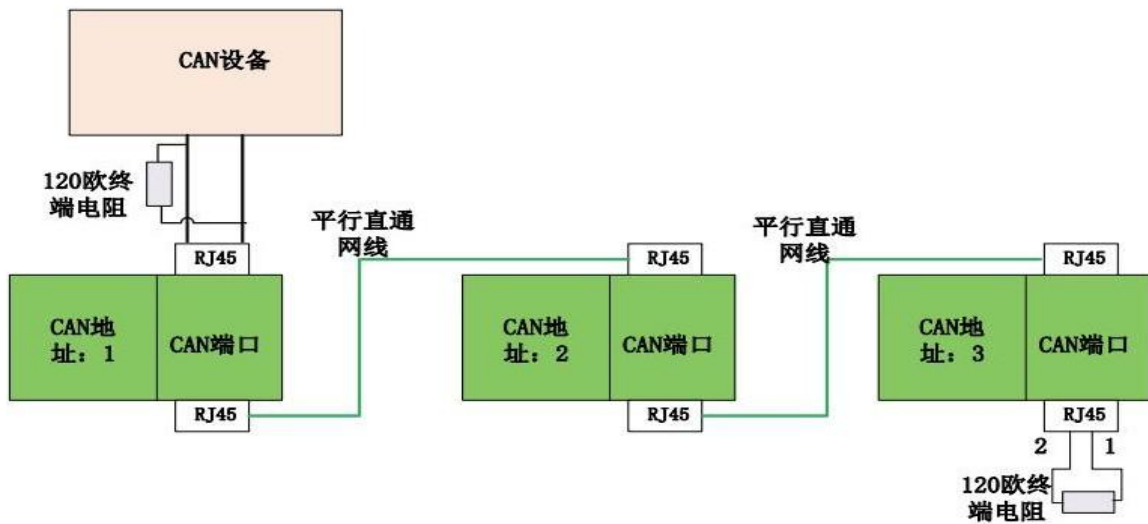 CAN设备
120欧终
端电阻
平行直通
网线
平行直通
网线
RJ45
RJ45
RJ45
CAN地
址：1
CAN端口
CAN地
址：2
CAN端口
CAN地
址：3
CAN端口
RJ45
RJ45
RJ45
2
1
120欧终
端电阻